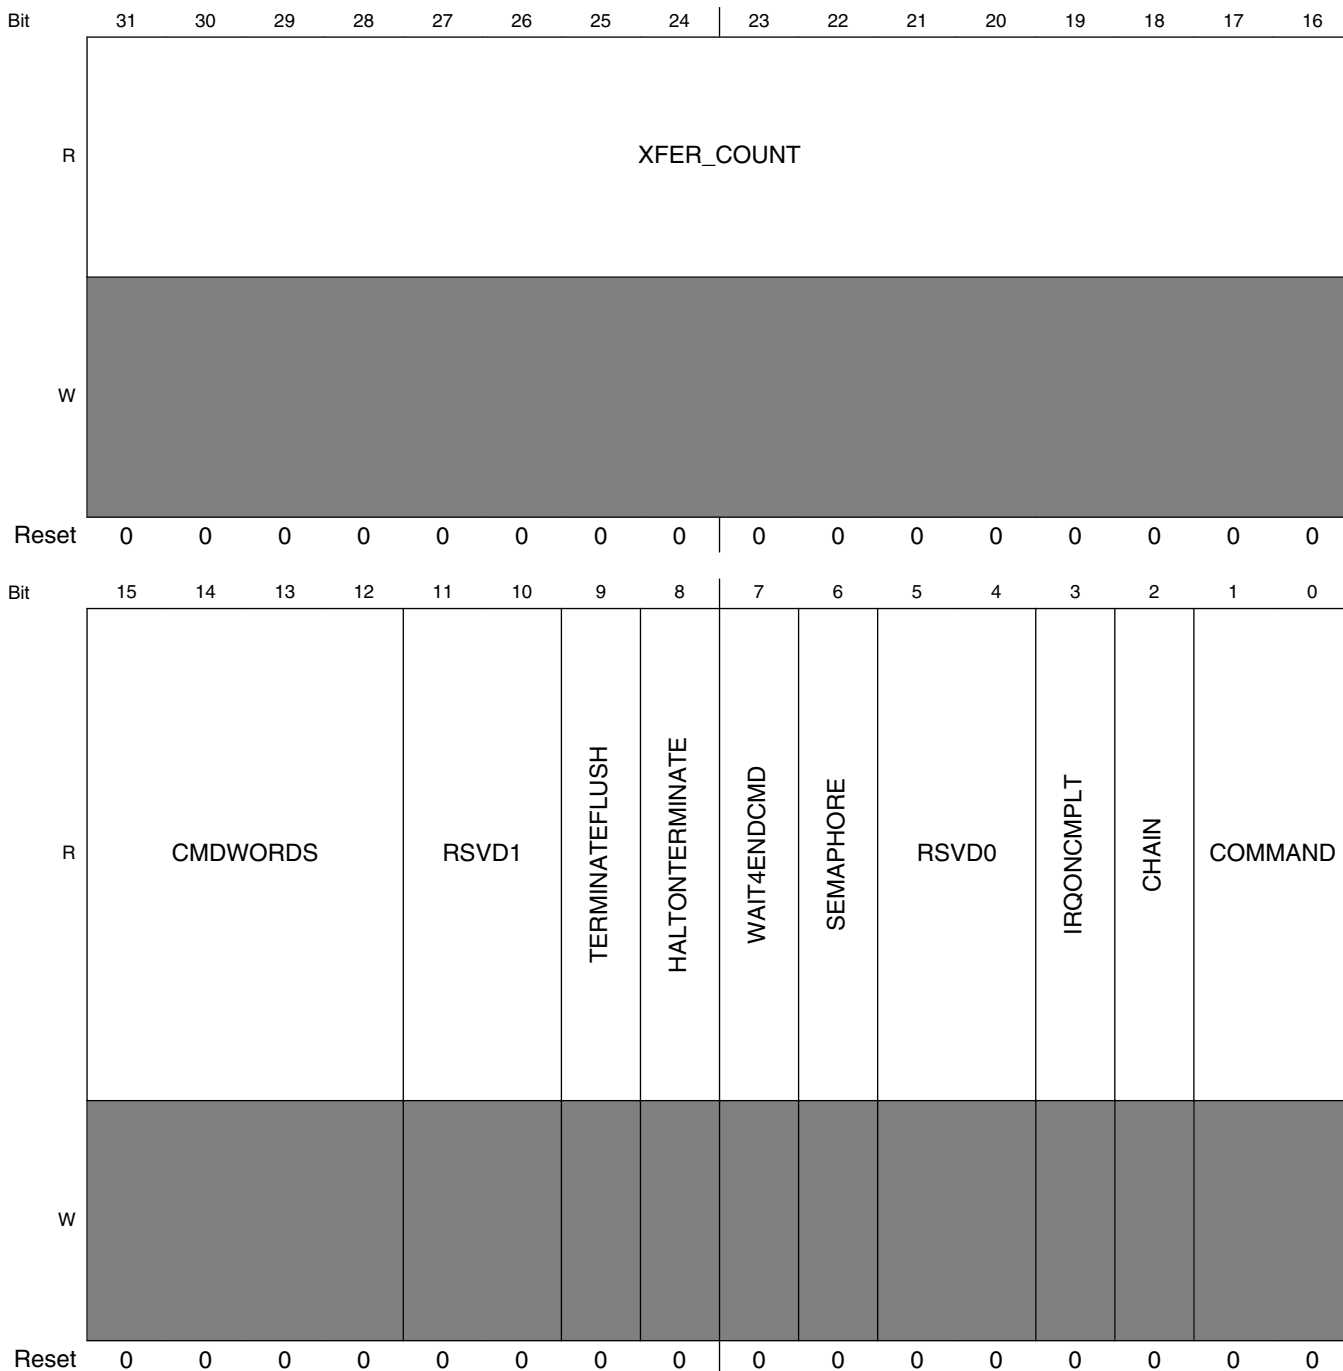 Bit 31 30 29 28 27 26 25 24 23 22 21 20 19 18 17 16
R XFER_COUNT
W
Reset 0 0 0 0 0 0 0 0 0 0 0 0 0 0 0 0
Bit 15 14 13 12 11 10 9 8 7 6 5 4 3 2 1 0
R CMDWORDS RSVD1 TERMINATEFLUSH HALTONTERMINATE WAIT4ENDCMD SEMAPHORE RSVD0 IRQONCMPLT CHAIN COMMAND
W
Reset 0 0 0 0 0 0 0 0 0 0 0 0 0 0 0 0